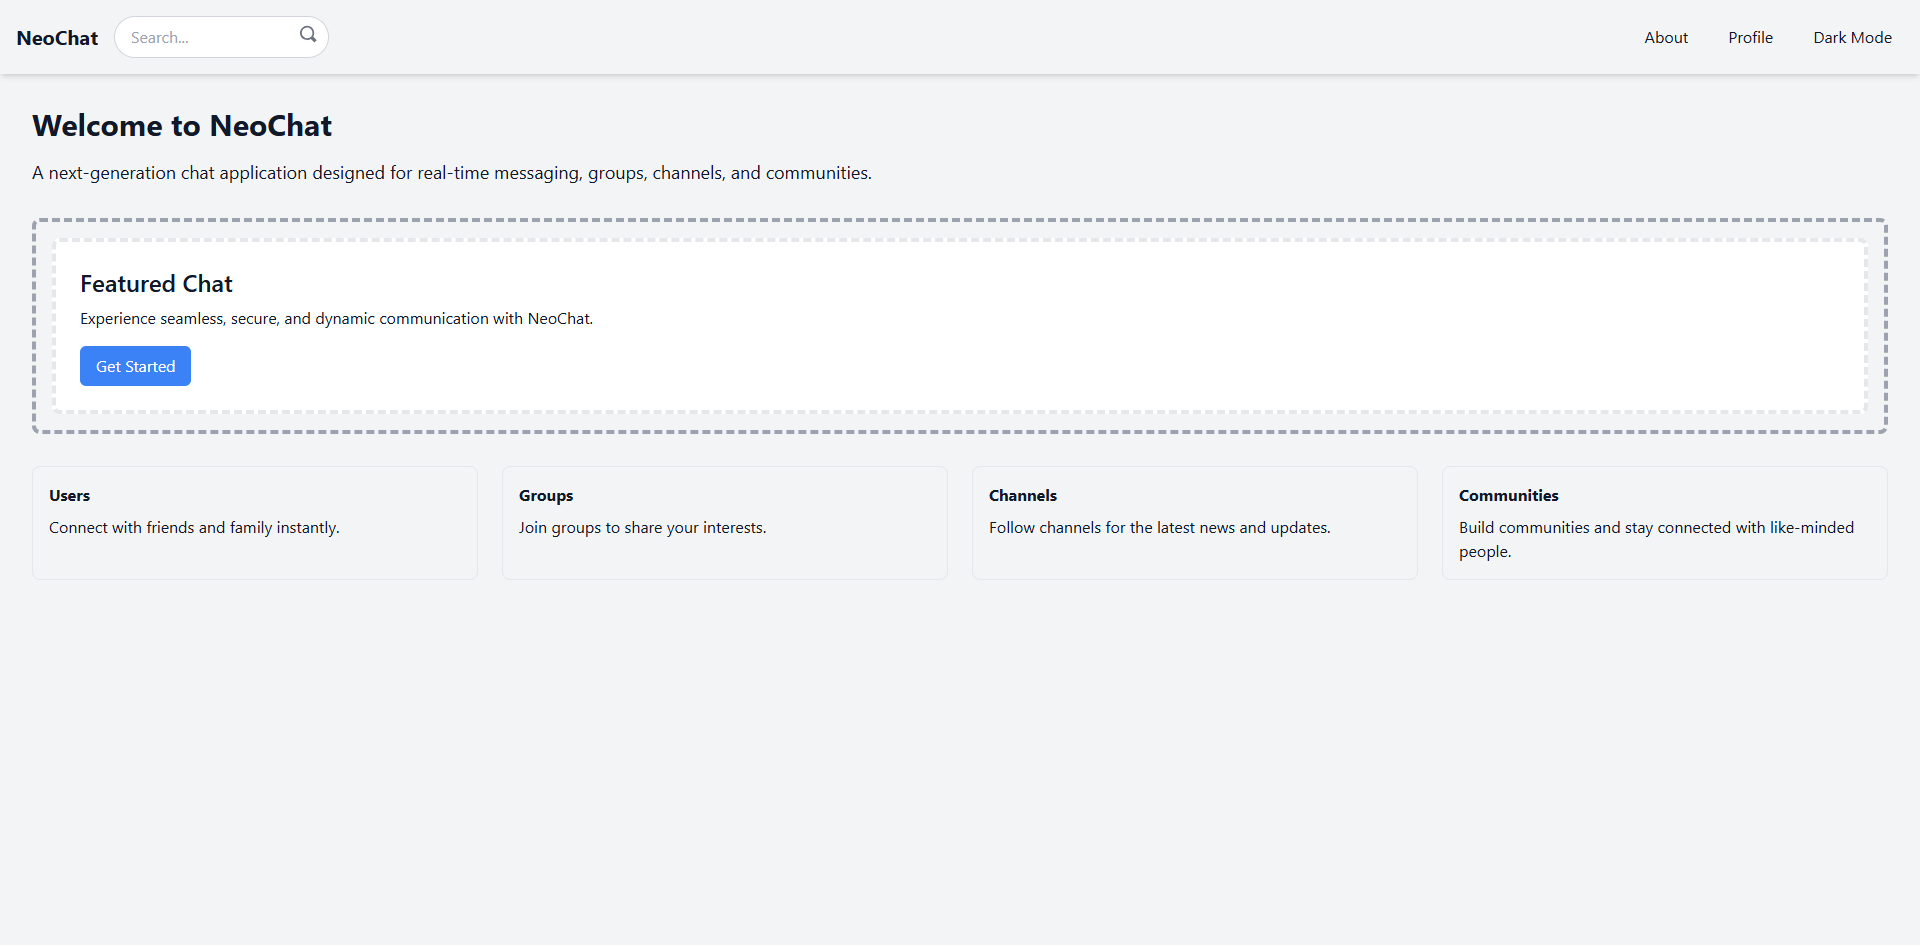 NeoChat
Search...
About
Profile
Dark Mode
Welcome to NeoChat
A next-generation chat application designed for real-time messaging, groups, channels, and communities.
Featured Chat
Experience seamless, secure, and dynamic communication with NeoChat.
Get Started
Users
Connect with friends and family instantly.
Groups
Join groups to share your interests.
Channels
Follow channels for the latest news and updates.
Communities
Build communities and stay connected with like-minded
people.